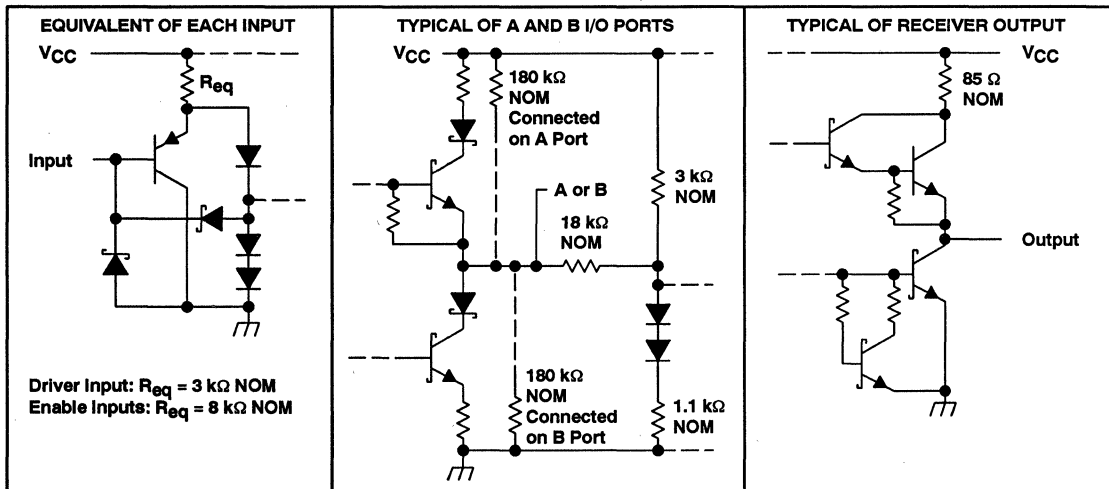 EQUIVALENT OF EACH INPUT
VCC
Req
Input
Driver Input: Req = 3 kΩ NOM
Enable Inputs: Req = 8 kΩ NOM
TYPICAL OF A AND B I/O PORTS
VCC
180 kΩ
NOM
Connected
on A Port
A or B
18 kΩ
NOM
3 kΩ
NOM
180 kΩ
NOM
Connected
on B Port
1.1 kΩ
NOM
TYPICAL OF RECEIVER OUTPUT
VCC
85 Ω
NOM
Output